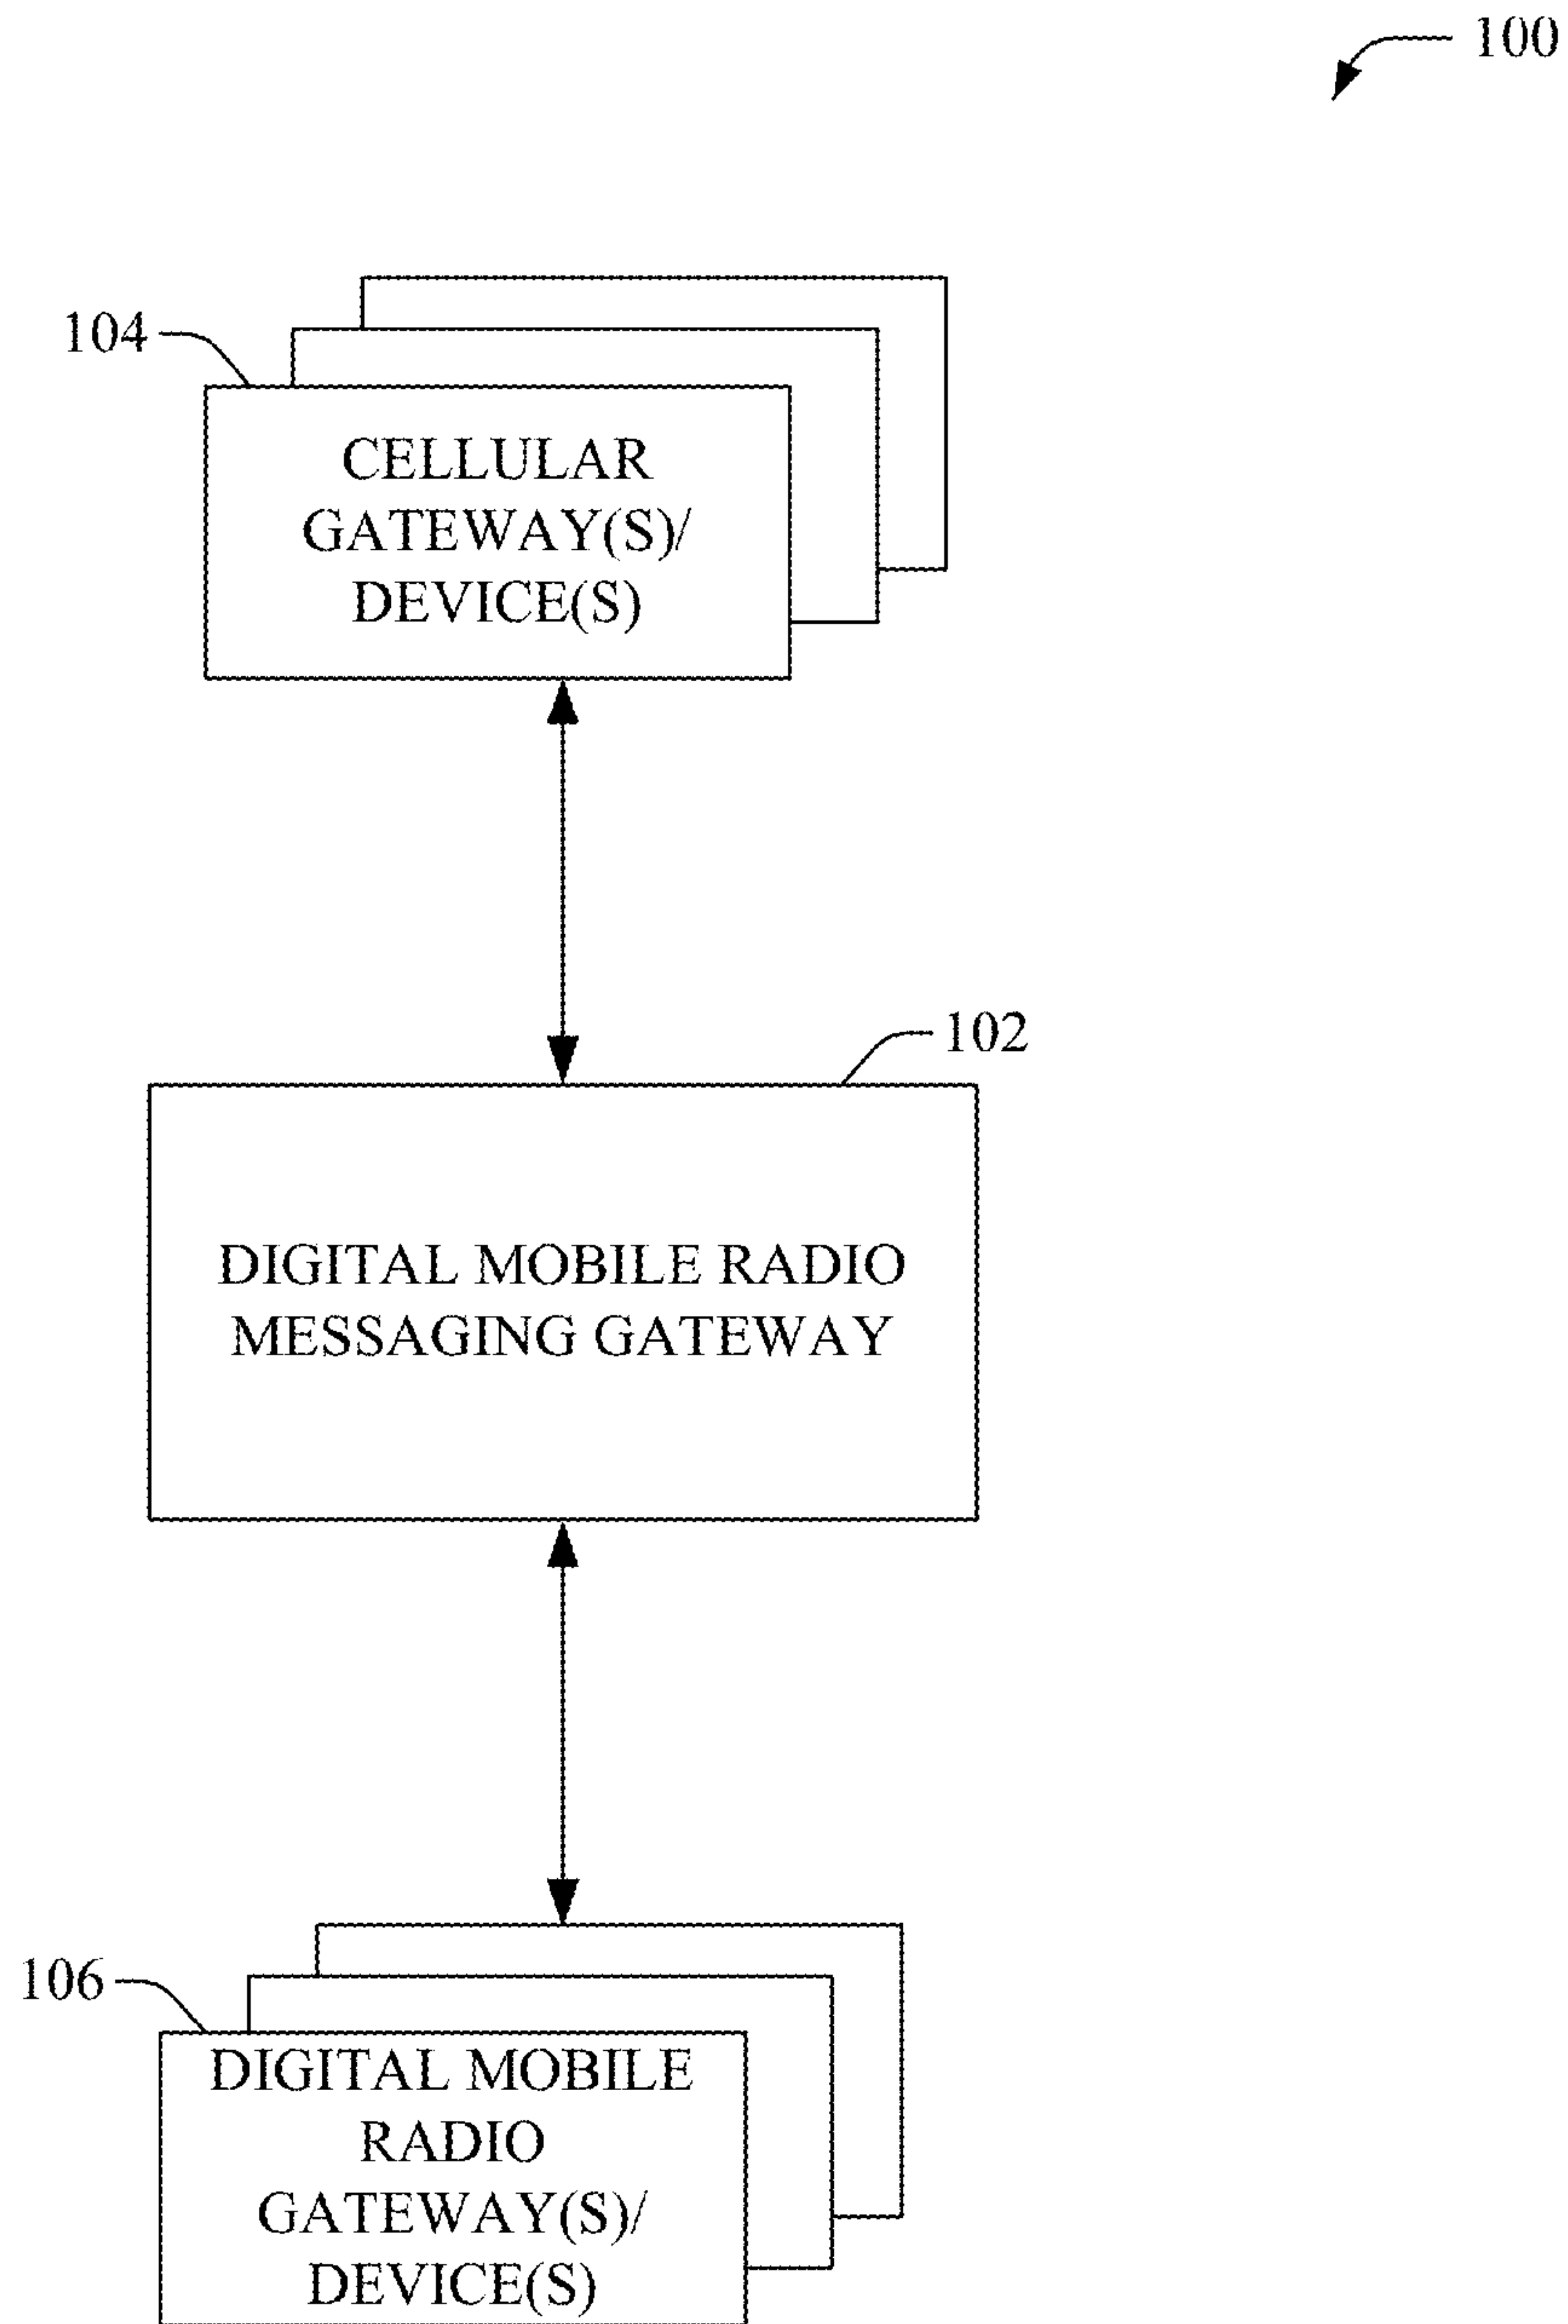 100
104
CELLULAR
GATEWAY(S)/
DEVICE(S)
102
DIGITAL MOBILE RADIO
MESSAGING GATEWAY
106
DIGITAL MOBILE
RADIO
GATEWAY(S)/
DEVICE(S)